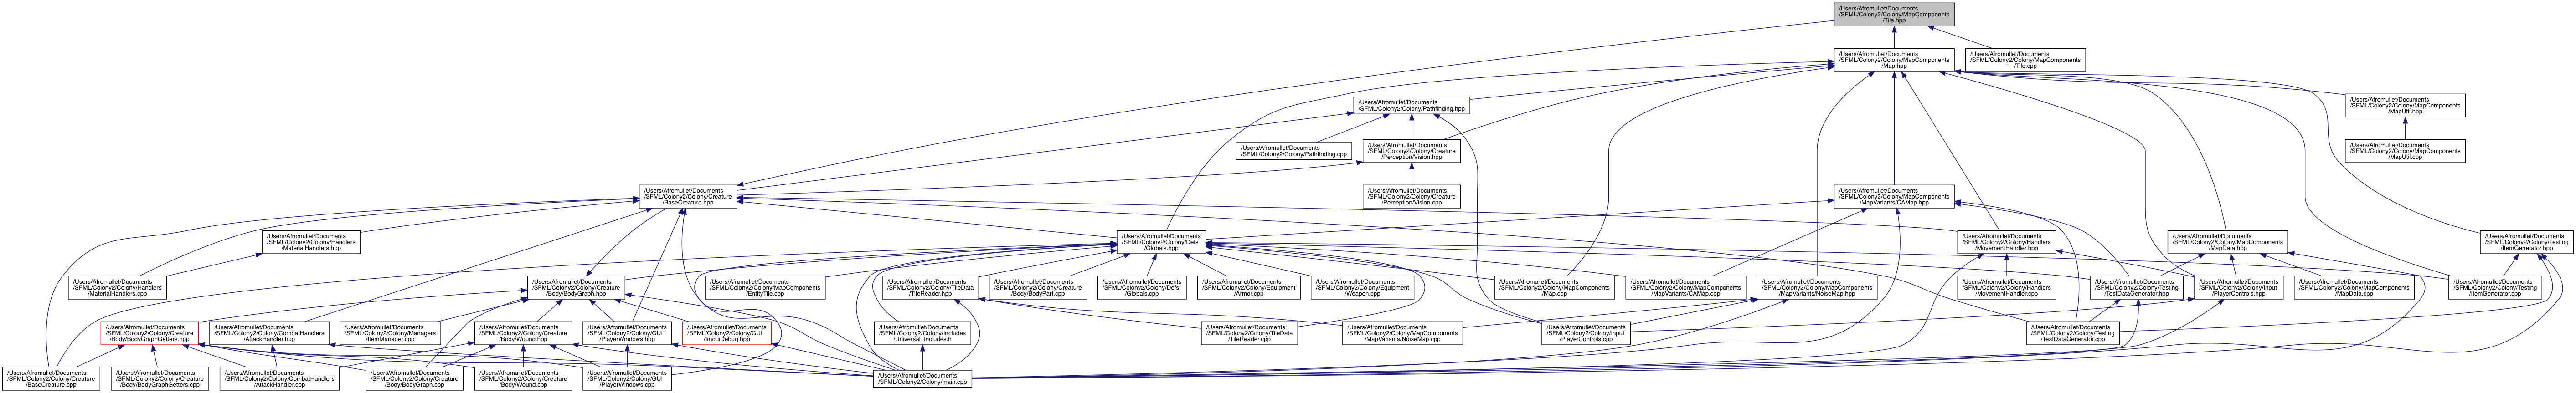 /Users/Afromullet/Documents
/SFML/Colony2/Colony/MapComponents
/Tile.hpp
/Users/Afromullet/Documents
/SFML/Colony2/Colony/MapComponents
/Map.hpp
/Users/Afromullet/Documents
/SFML/Colony2/Colony/MapComponents
/Tile.cpp
/Users/Afromullet/Documents
/SFML/Colony2/Colony/Pathfinding.hpp
/Users/Afromullet/Documents
/SFML/Colony2/Colony/MapComponents
/MapUtil.hpp
/Users/Afromullet/Documents
/SFML/Colony2/Colony/Pathfinding.cpp
/Users/Afromullet/Documents
/SFML/Colony2/Colony/Creature
/Perception/Vision.hpp
/Users/Afromullet/Documents
/SFML/Colony2/Colony/MapComponents
/MapUtil.cpp
/Users/Afromullet/Documents
/SFML/Colony2/Colony/Creature
/BaseCreature.hpp
/Users/Afromullet/Documents
/SFML/Colony2/Colony/Creature
/Perception/Vision.cpp
/Users/Afromullet/Documents
/SFML/Colony2/Colony/MapComponents
/MapVariants/CAMap.hpp
/Users/Afromullet/Documents
/SFML/Colony2/Colony/Handlers
/MaterialHandlers.hpp
/Users/Afromullet/Documents
/SFML/Colony2/Colony/Defs
/Globals.hpp
/Users/Afromullet/Documents
/SFML/Colony2/Colony/Handlers
/MovementHandler.hpp
/Users/Afromullet/Documents
/SFML/Colony2/Colony/MapComponents
/MapData.hpp
/Users/Afromullet/Documents
/SFML/Colony2/Colony/Testing
/ItemGenerator.hpp
/Users/Afromullet/Documents
/SFML/Colony2/Colony/Handlers
/MaterialHandlers.cpp
/Users/Afromullet/Documents
/SFML/Colony2/Colony/Creature
/Body/BodyGraph.hpp
/Users/Afromullet/Documents
/SFML/Colony2/Colony/MapComponents
/EntityTile.cpp
/Users/Afromullet/Documents
/SFML/Colony2/Colony/TileData
/TileReader.hpp
/Users/Afromullet/Documents
/SFML/Colony2/Colony/Creature
/Body/BodyPart.cpp
/Users/Afromullet/Documents
/SFML/Colony2/Colony/Defs
/Globals.cpp
/Users/Afromullet/Documents
/SFML/Colony2/Colony/Equipment
/Armor.cpp
/Users/Afromullet/Documents
/SFML/Colony2/Colony/Equipment
/Weapon.cpp
/Users/Afromullet/Documents
/SFML/Colony2/Colony/MapComponents
/Map.cpp
/Users/Afromullet/Documents
/SFML/Colony2/Colony/MapComponents
/MapVariants/CAMap.cpp
/Users/Afromullet/Documents
/SFML/Colony2/Colony/MapComponents
/MapVariants/NoiseMap.hpp
/Users/Afromullet/Documents
/SFML/Colony2/Colony/Handlers
/MovementHandler.cpp
/Users/Afromullet/Documents
/SFML/Colony2/Colony/Testing
/TestDataGenerator.hpp
/Users/Afromullet/Documents
/SFML/Colony2/Colony/Input
/PlayerControls.hpp
/Users/Afromullet/Documents
/SFML/Colony2/Colony/MapComponents
/MapData.cpp
/Users/Afromullet/Documents
/SFML/Colony2/Colony/Testing
/ItemGenerator.cpp
/Users/Afromullet/Documents
/SFML/Colony2/Colony/Creature
/Body/BodyGraphGetters.hpp
/Users/Afromullet/Documents
/SFML/Colony2/Colony/CombatHandlers
/AttackHandler.hpp
/Users/Afromullet/Documents
/SFML/Colony2/Colony/Managers
/ItemManager.cpp
/Users/Afromullet/Documents
/SFML/Colony2/Colony/Creature
/Body/Wound.hpp
/Users/Afromullet/Documents
/SFML/Colony2/Colony/GUI
/PlayerWindows.hpp
/Users/Afromullet/Documents
/SFML/Colony2/Colony/GUI
/ImguiDebug.hpp
/Users/Afromullet/Documents
/SFML/Colony2/Colony/Includes
/Universal_Includes.h
/Users/Afromullet/Documents
/SFML/Colony2/Colony/TileData
/TileReader.cpp
/Users/Afromullet/Documents
/SFML/Colony2/Colony/MapComponents
/MapVariants/NoiseMap.cpp
/Users/Afromullet/Documents
/SFML/Colony2/Colony/Input
/PlayerControls.cpp
/Users/Afromullet/Documents
/SFML/Colony2/Colony/Testing
/TestDataGenerator.cpp
/Users/Afromullet/Documents
/SFML/Colony2/Colony/Creature
/BaseCreature.cpp
/Users/Afromullet/Documents
/SFML/Colony2/Colony/Creature
/Body/BodyGraphGetters.cpp
/Users/Afromullet/Documents
/SFML/Colony2/Colony/CombatHandlers
/AttackHandler.cpp
/Users/Afromullet/Documents
/SFML/Colony2/Colony/Creature
/Body/BodyGraph.cpp
/Users/Afromullet/Documents
/SFML/Colony2/Colony/Creature
/Body/Wound.cpp
/Users/Afromullet/Documents
/SFML/Colony2/Colony/GUI
/PlayerWindows.cpp
/Users/Afromullet/Documents
/SFML/Colony2/Colony/main.cpp